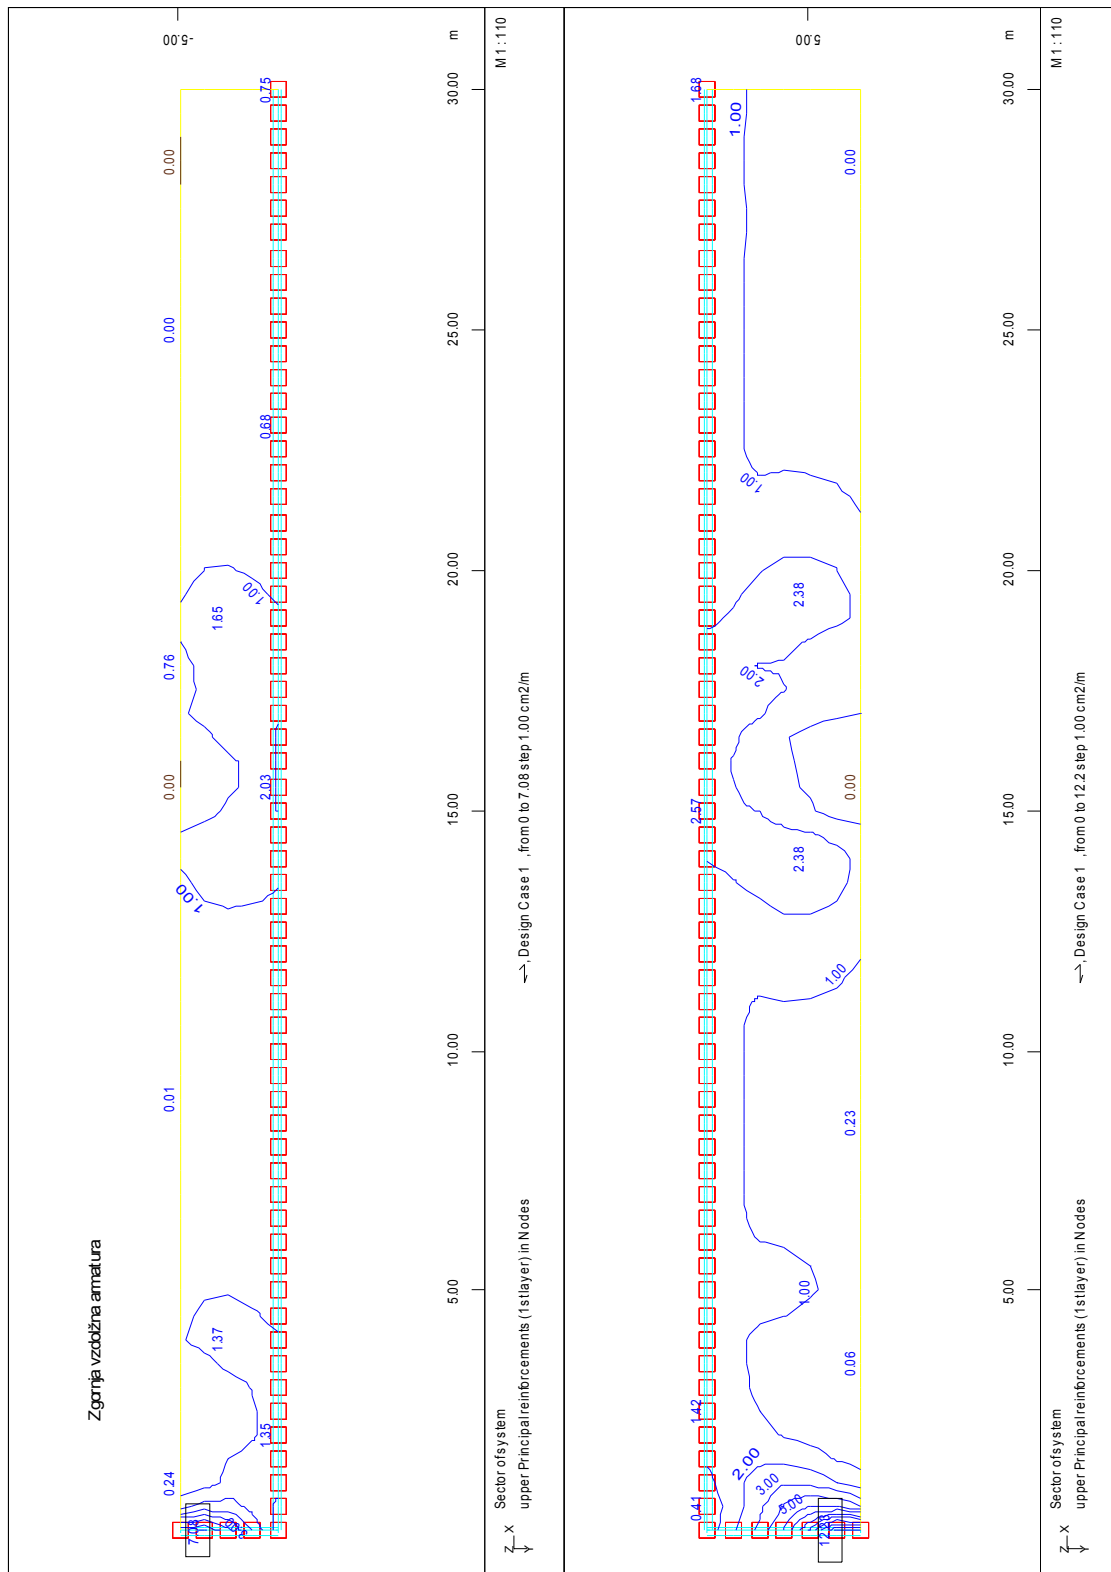 Zgornja vzdolžna armatura
-5.00
m
M 1 : 110
30.00
25.00
20.00
15.00
10.00
5.00
0.75
0.00
0.00
0.68
1.00
1.65
0.76
2.03
0.00
1.00
0.01
1.37
1.35
0.24
7.08
Z
X
Y
Sector of system
upper Principal reinforcements (1st layer) in Nodes
, Design Case 1 , from 0 to 7.08 step 1.00 cm2/m
5.00
m
M 1 : 110
30.00
25.00
20.00
15.00
10.00
5.00
1.68
1.00
0.00
1.00
2.38
2.00
2.57
0.00
2.38
1.00
0.23
1.00
0.06
1.42
2.00
3.00
5.00
0.41
Z
X
Y
Sector of system
upper Principal reinforcements (1st layer) in Nodes
, Design Case 1 , from 0 to 12.2 step 1.00 cm2/m